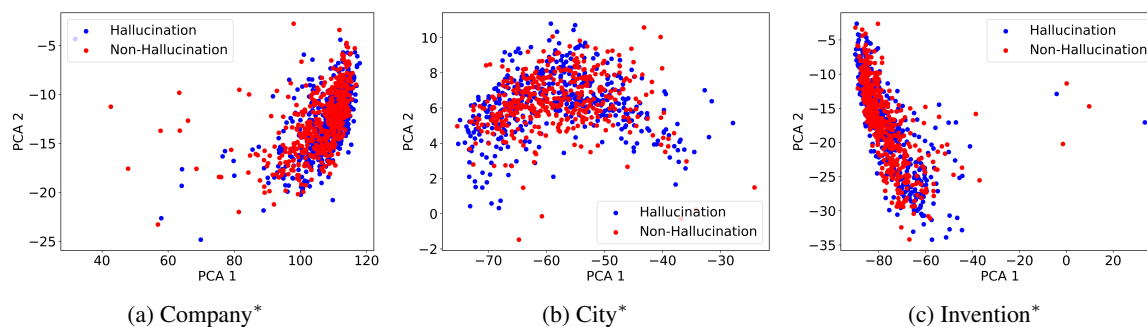 Hallucination
Non-Hallucination
−5
−10
−15
−20
−25
PCA 2
40 60 80 100 120
PCA 1
(a) Company*
10
8
6
4
2
0
−2
PCA 2
Hallucination
Non-Hallucination
−70 −60 −50 −40 −30
PCA 1
(b) City*
Hallucination
Non-Hallucination
−5
−10
−15
−20
−25
−30
−35
PCA 2
−80 −60 −40 −20 0 20
PCA 1
(c) Invention*